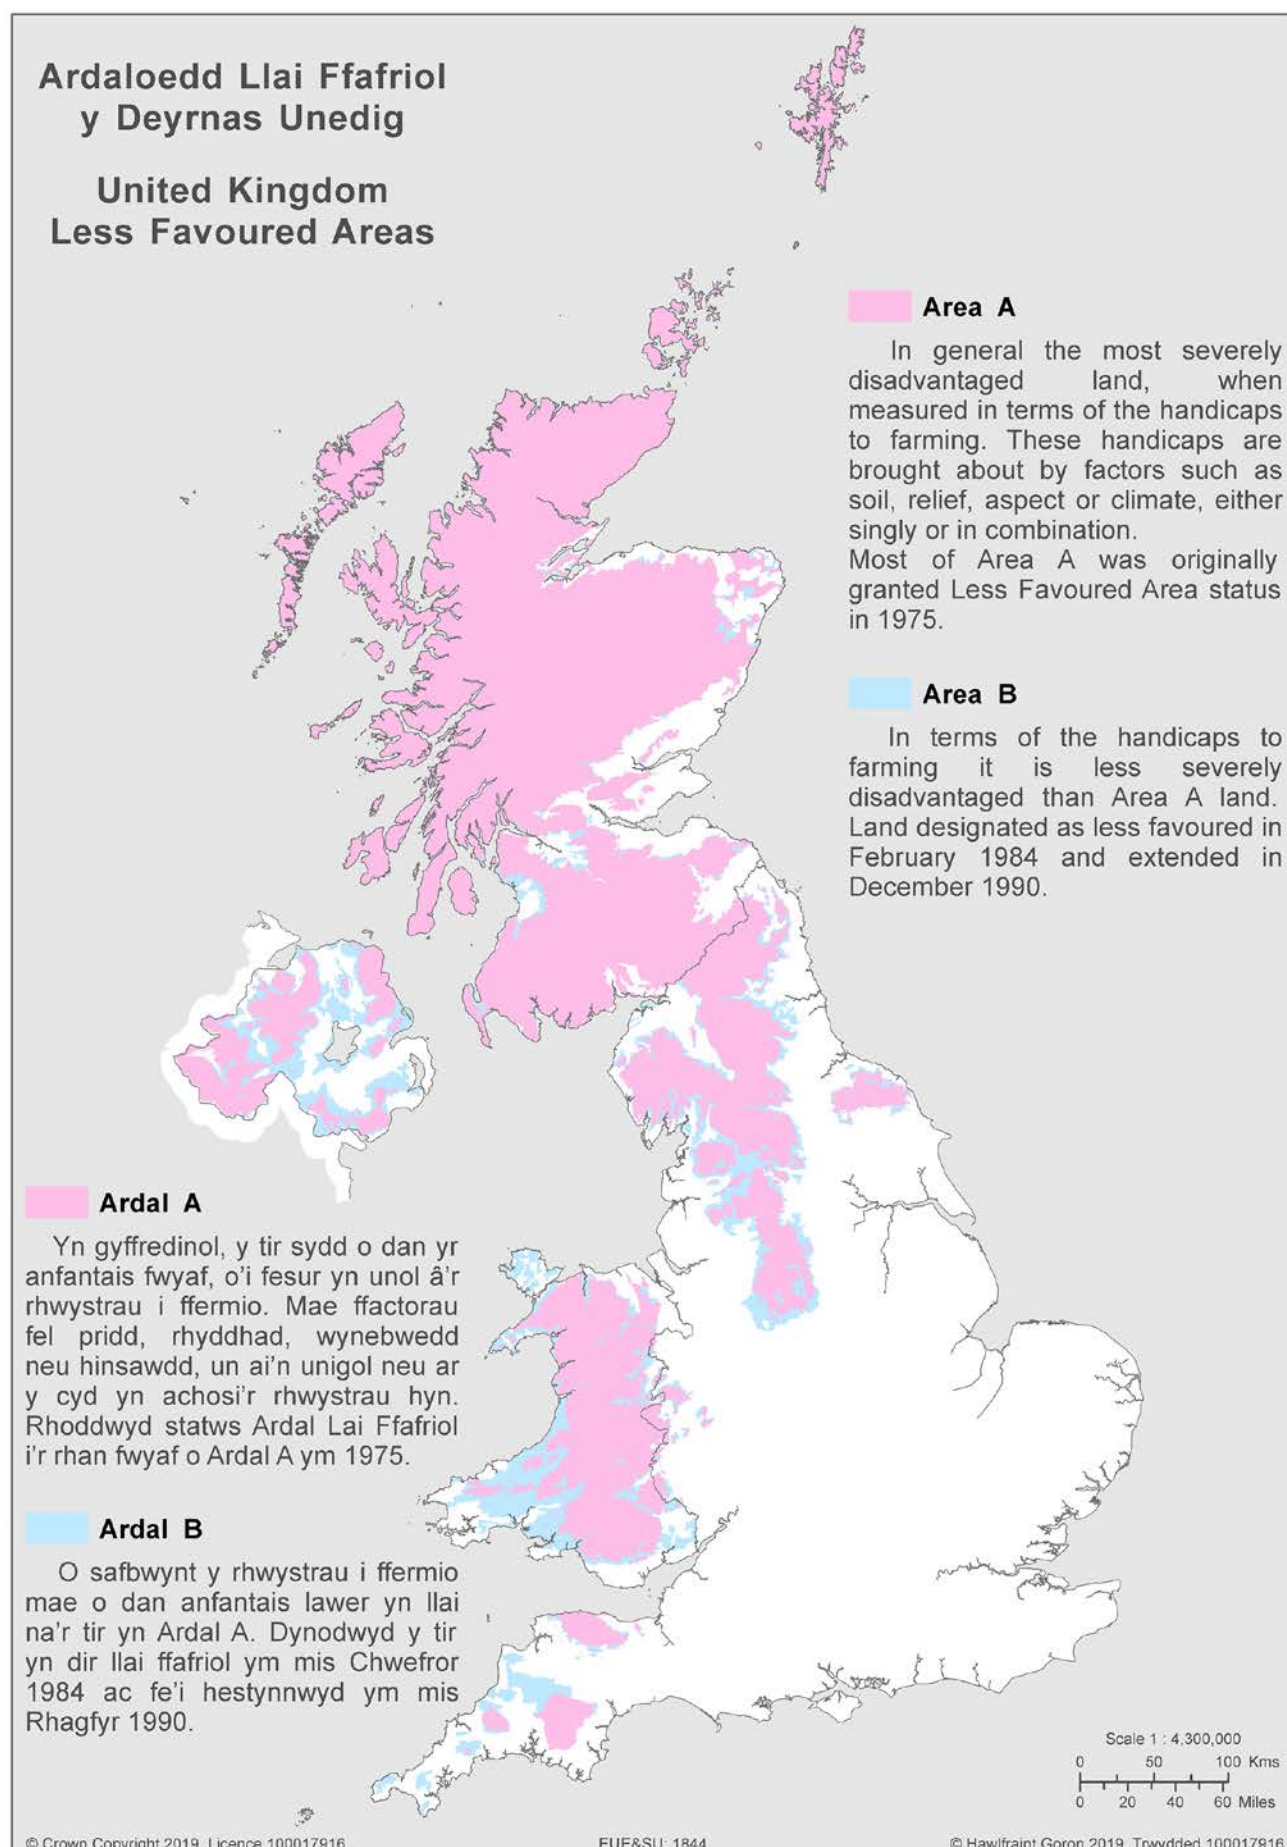 Ardaloedd Llai Ffafriol
y Deyrnas Unedig
United Kingdom
Less Favoured Areas
Area A
In general the most severely
disadvantaged land, when
measured in terms of the handicaps
to farming. These handicaps are
brought about by factors such as
soil, relief, aspect or climate, either
singly or in combination.
Most of Area A was originally
granted Less Favoured Area status
in 1975.
Area B
In terms of the handicaps to
farming it is less severely
disadvantaged than Area A land.
Land designated as less favoured in
February 1984 and extended in
December 1990.
Ardal A
Yn gyffredinol, y tir sydd o dan yr
anfantais fwyaf, o'i fesur yn unol â'r
rhwystrau i ffermio. Mae ffactorau
fel pridd, rhyddhad, wynebwedd
neu hinsawdd, un ai'n unigol neu ar
y cyd yn achosi'r rhwystrau hyn.
Rhoddwyd statws Ardal Lai Ffafriol
i'r rhan fwyaf o Ardal A ym 1975.
Ardal B
O safbwynt y rhwystrau i ffermio
mae o dan anfantais lawer yn llai
na'r tir yn Ardal A. Dynodwyd y tir
yn dir llai ffafriol ym mis Chwefror
1984 ac fe'i hestynnwyd ym mis
Rhagfyr 1990.
Scale 1 : 4,300,000
0 50 100 Kms
0 20 40 60 Miles
© Crown Copyright 2019, Licence 100017916 EUE&SU: 1844 © Hawlfraint Goron 2019, Trwydded 100017916